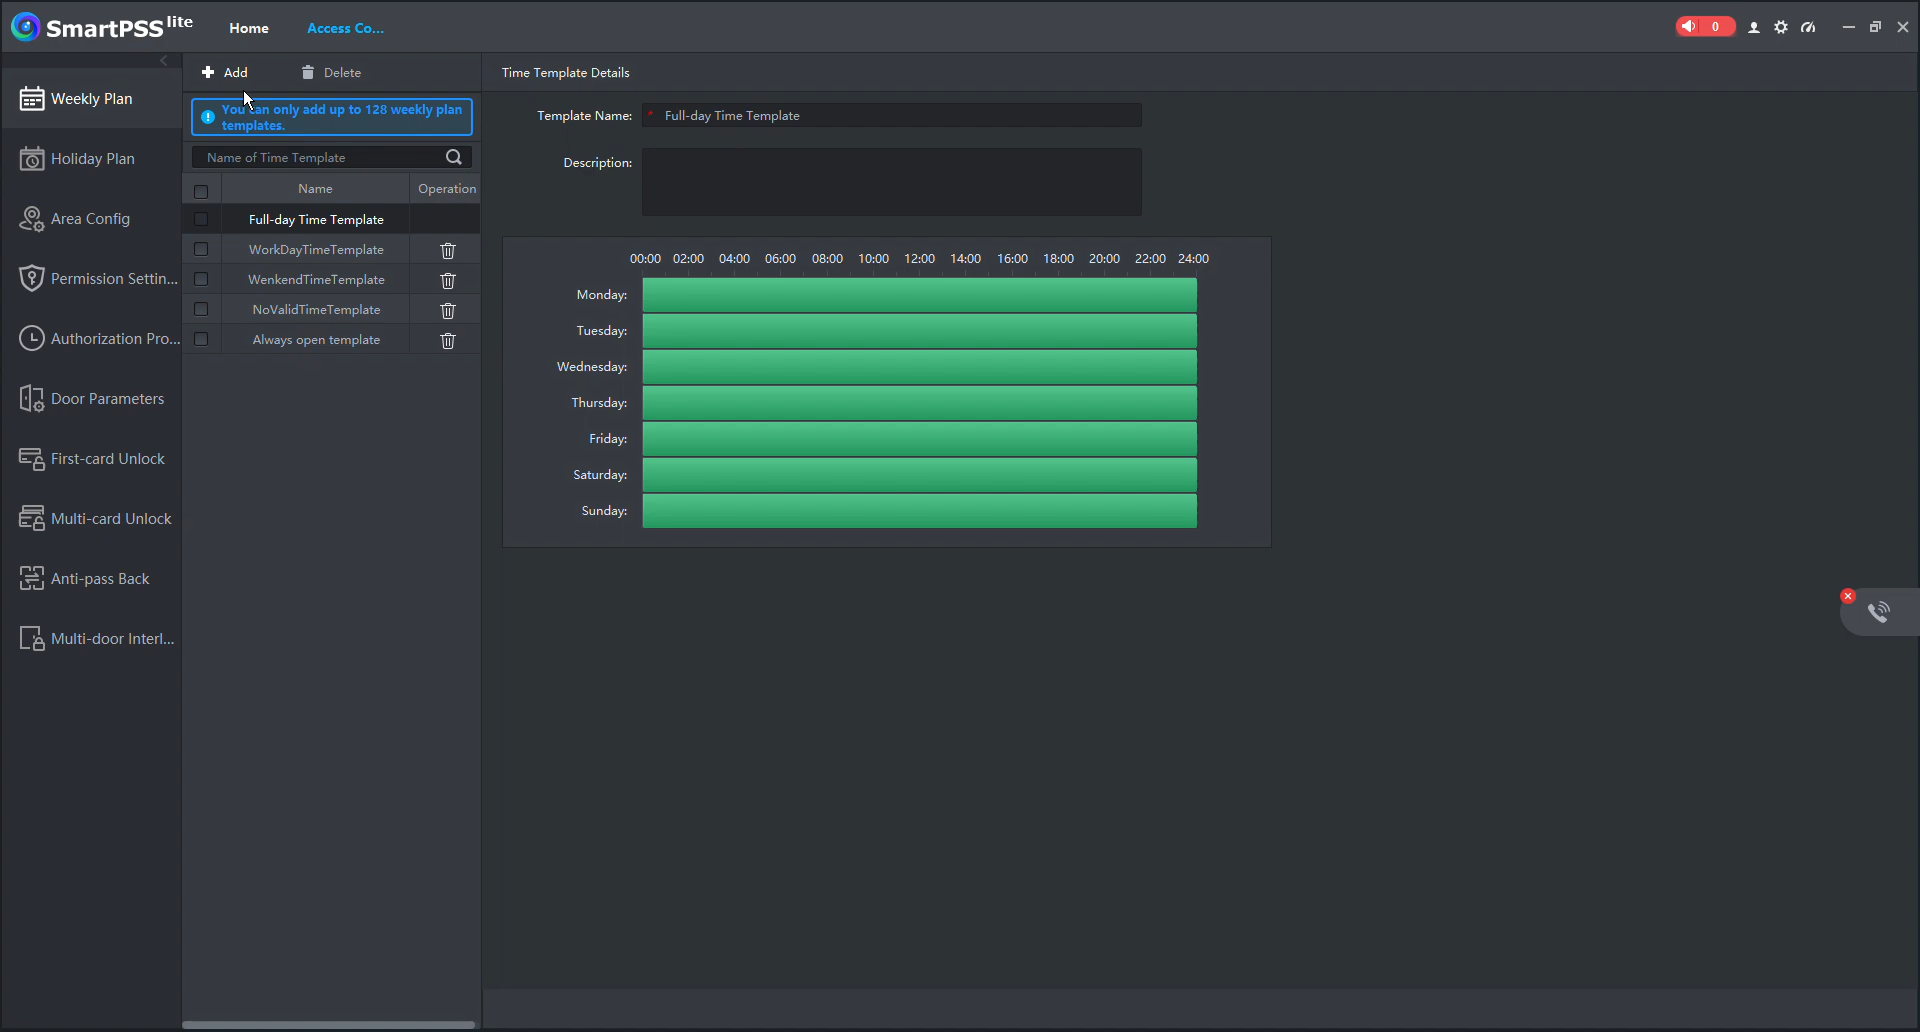 SmartPSS lite
Home
Access Co...
0
Weekly Plan
Holiday Plan
Area Config
Permission Settin...
Authorization Pro...
Door Parameters
First-card Unlock
Multi-card Unlock
Anti-pass Back
Multi-door Interl...
Add
Delete
You can only add up to 128 weekly plan
templates.
Name of Time Template
Name
Operation
Full-day Time Template
WorkDayTimeTemplate
WenkendTimeTemplate
NoValidTimeTemplate
Always open template
Time Template Details
Template Name: * Full-day Time Template
Description:
00:00 02:00 04:00 06:00 08:00 10:00 12:00 14:00 16:00 18:00 20:00 22:00 24:00
Monday:
Tuesday:
Wednesday:
Thursday:
Friday:
Saturday:
Sunday: